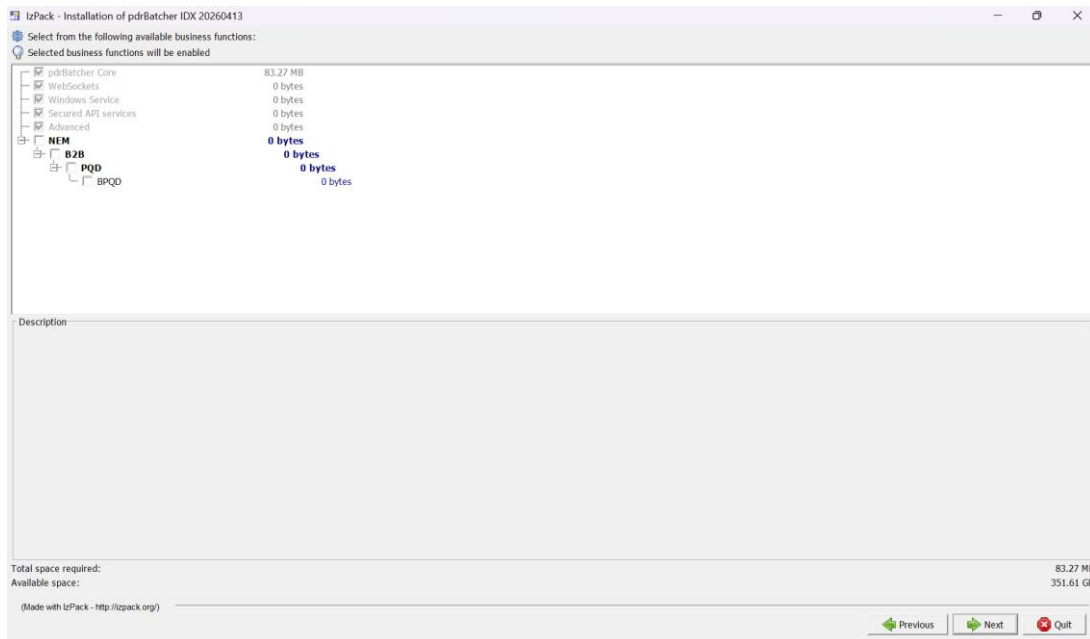 IzPack - Installation of pdrBatcher IDX 20260413
Select from the following available business functions:
Selected business functions will be enabled
pdrBatcher Core 83.27 MB
WebSockets 0 bytes
Windows Service 0 bytes
Secured API services 0 bytes
Advanced 0 bytes
NEM 0 bytes
B2B 0 bytes
PQD 0 bytes
BPQD 0 bytes
Description
Total space required: 83.27 M
Available space: 351.61 G
(Made with IzPack - http://izpack.org/)
Previous Next Quit